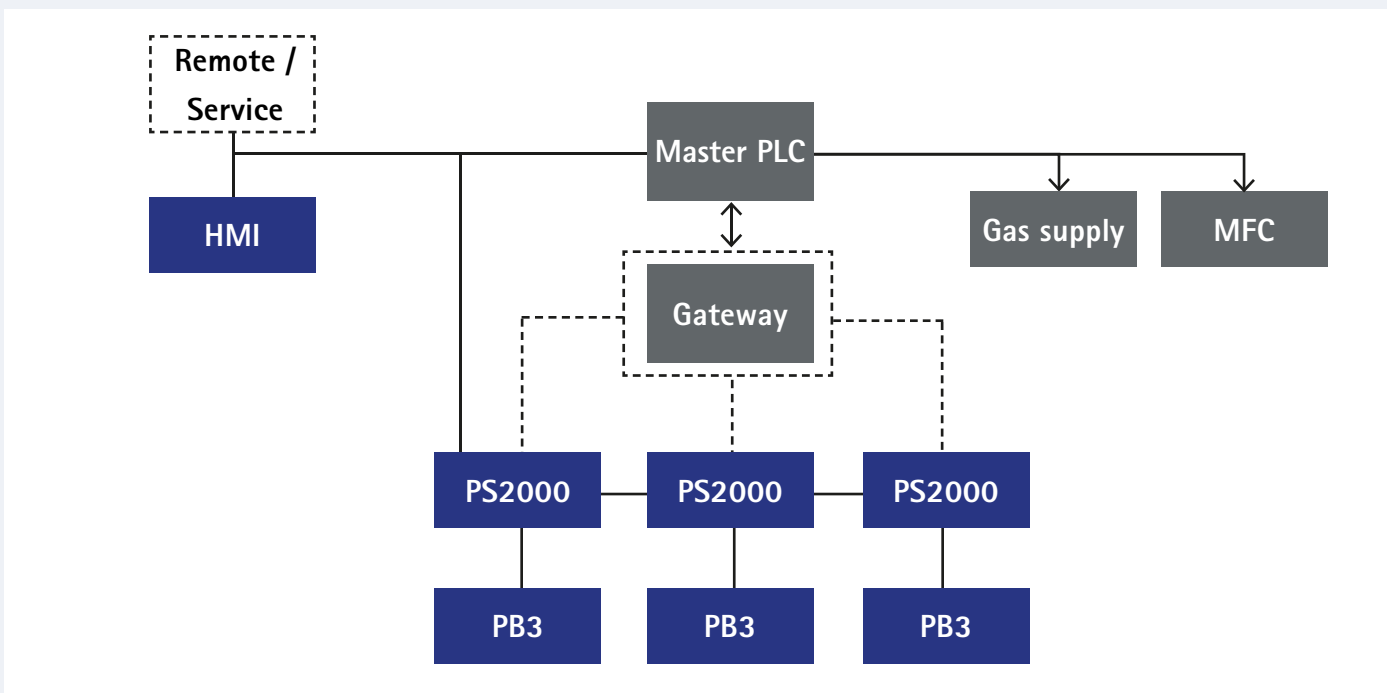 Remote /
Service
Master PLC
HMI
Gas supply
MFC
Gateway
PS2000
PS2000
PS2000
PB3
PB3
PB3